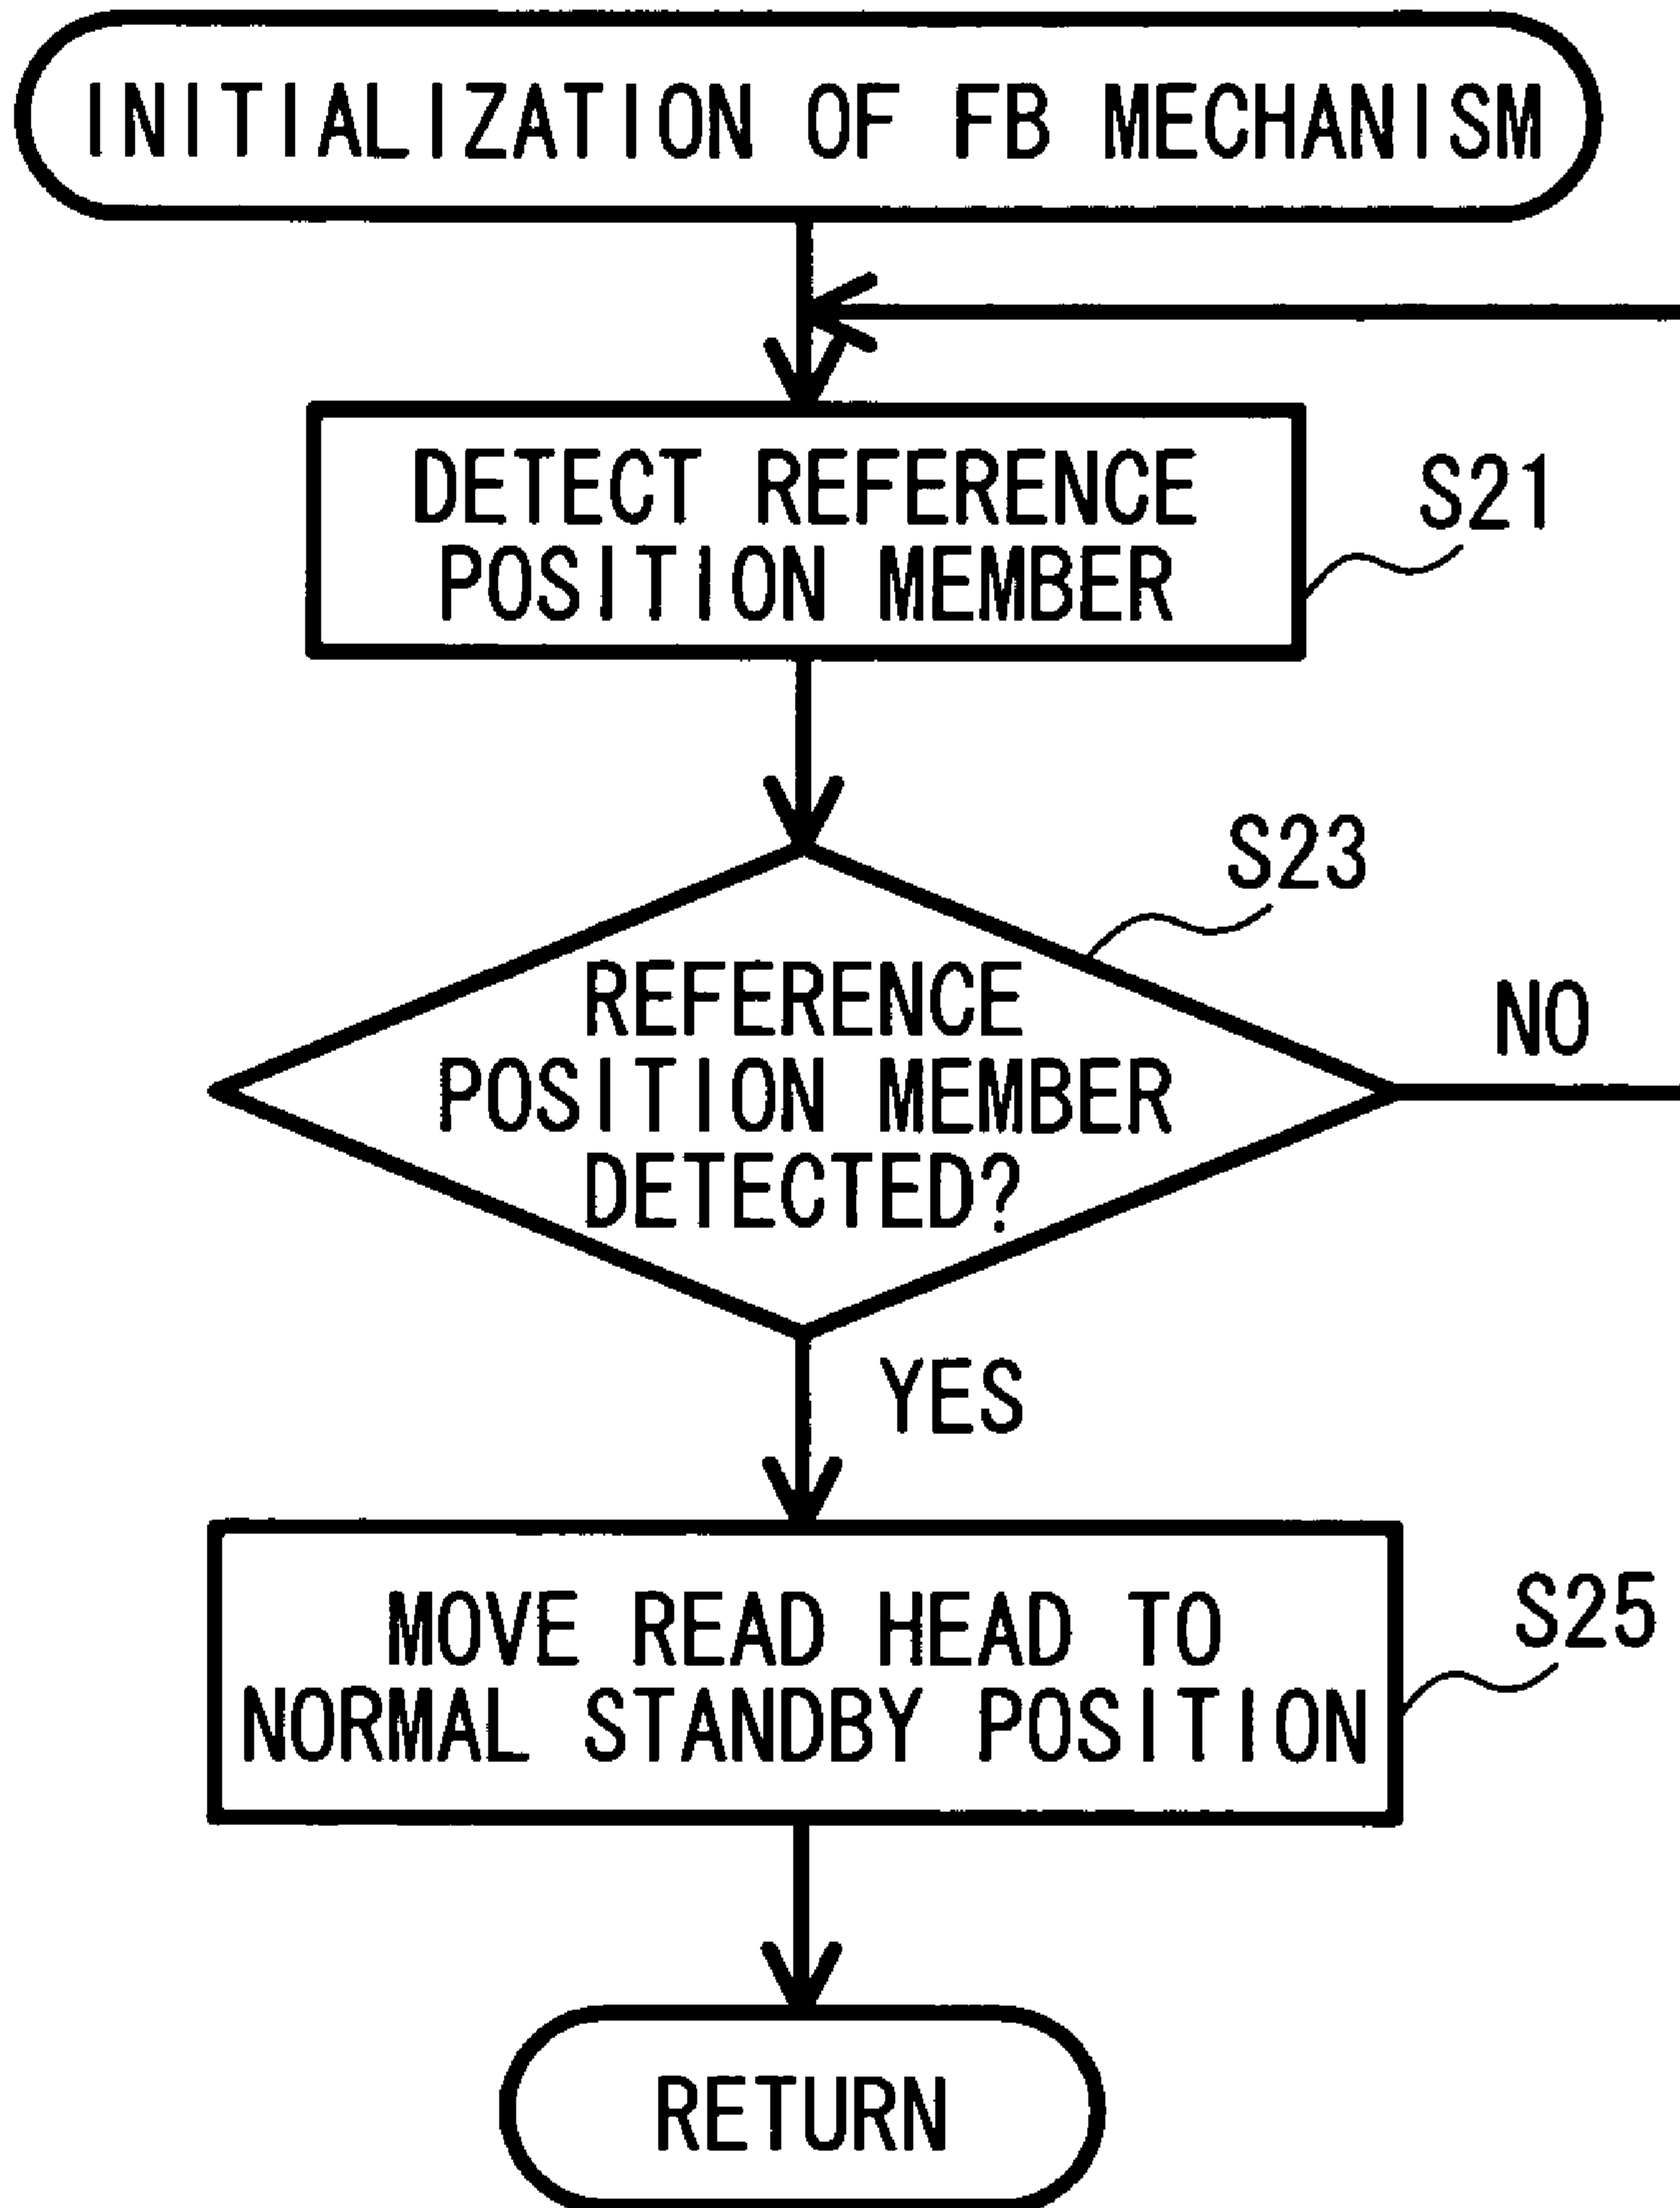 INITIALIZATION OF FB MECHANISM
DETECT REFERENCE
POSITION MEMBER
S21
S23
REFERENCE
POSITION MEMBER
DETECTED?
NO
YES
MOVE READ HEAD TO
NORMAL STANDBY POSITION
S25
RETURN